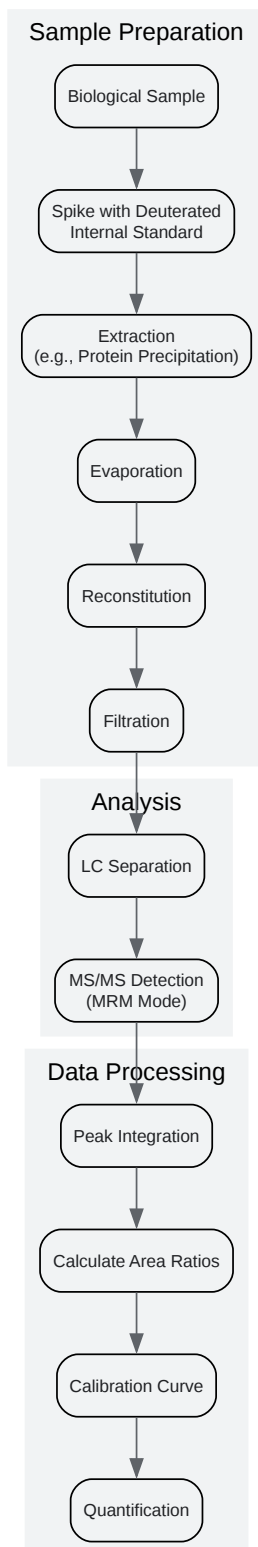 Sample Preparation
Biological Sample
Spike with Deuterated
Internal Standard
Extraction
(e.g., Protein Precipitation)
Evaporation
Reconstitution
Filtration
Analysis
LC Separation
MS/MS Detection
(MRM Mode)
Data Processing
Peak Integration
Calculate Area Ratios
Calibration Curve
Quantification